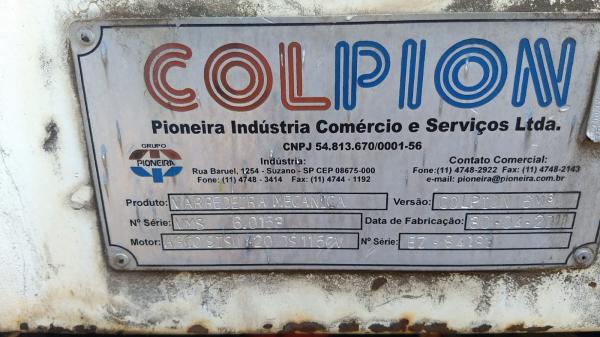 COLPION
Pioneira Indústria Comércio e Serviços Ltda.
CNPJ 54.813.670/0001-56
GRUPO
PIONEIRA
Indústria:
Rua Baruel, 1254 - Suzano - SP CEP 08675-000
Fone: (11) 4748 - 3414 Fax: (11) 4744 - 1192
Contato Comercial:
Fone:(11) 4748-2922 Fax: (11) 4748-2143
e-mail: pioneira@pioneira.com.br
Produto: VARREDEIRA MECANICA Versão: COLPION 6M³
Nº Série: Data de Fabricação:
Motor: Nº Série: